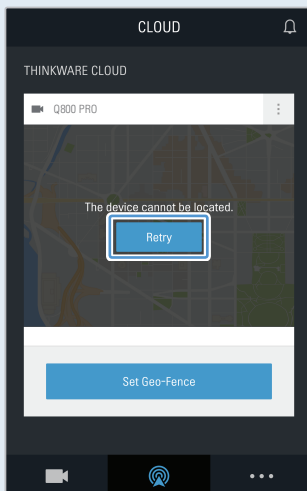 CLOUD
THINKWARE CLOUD
Q800 PRO
The device cannot be located.
Retry
Set Geo-Fence